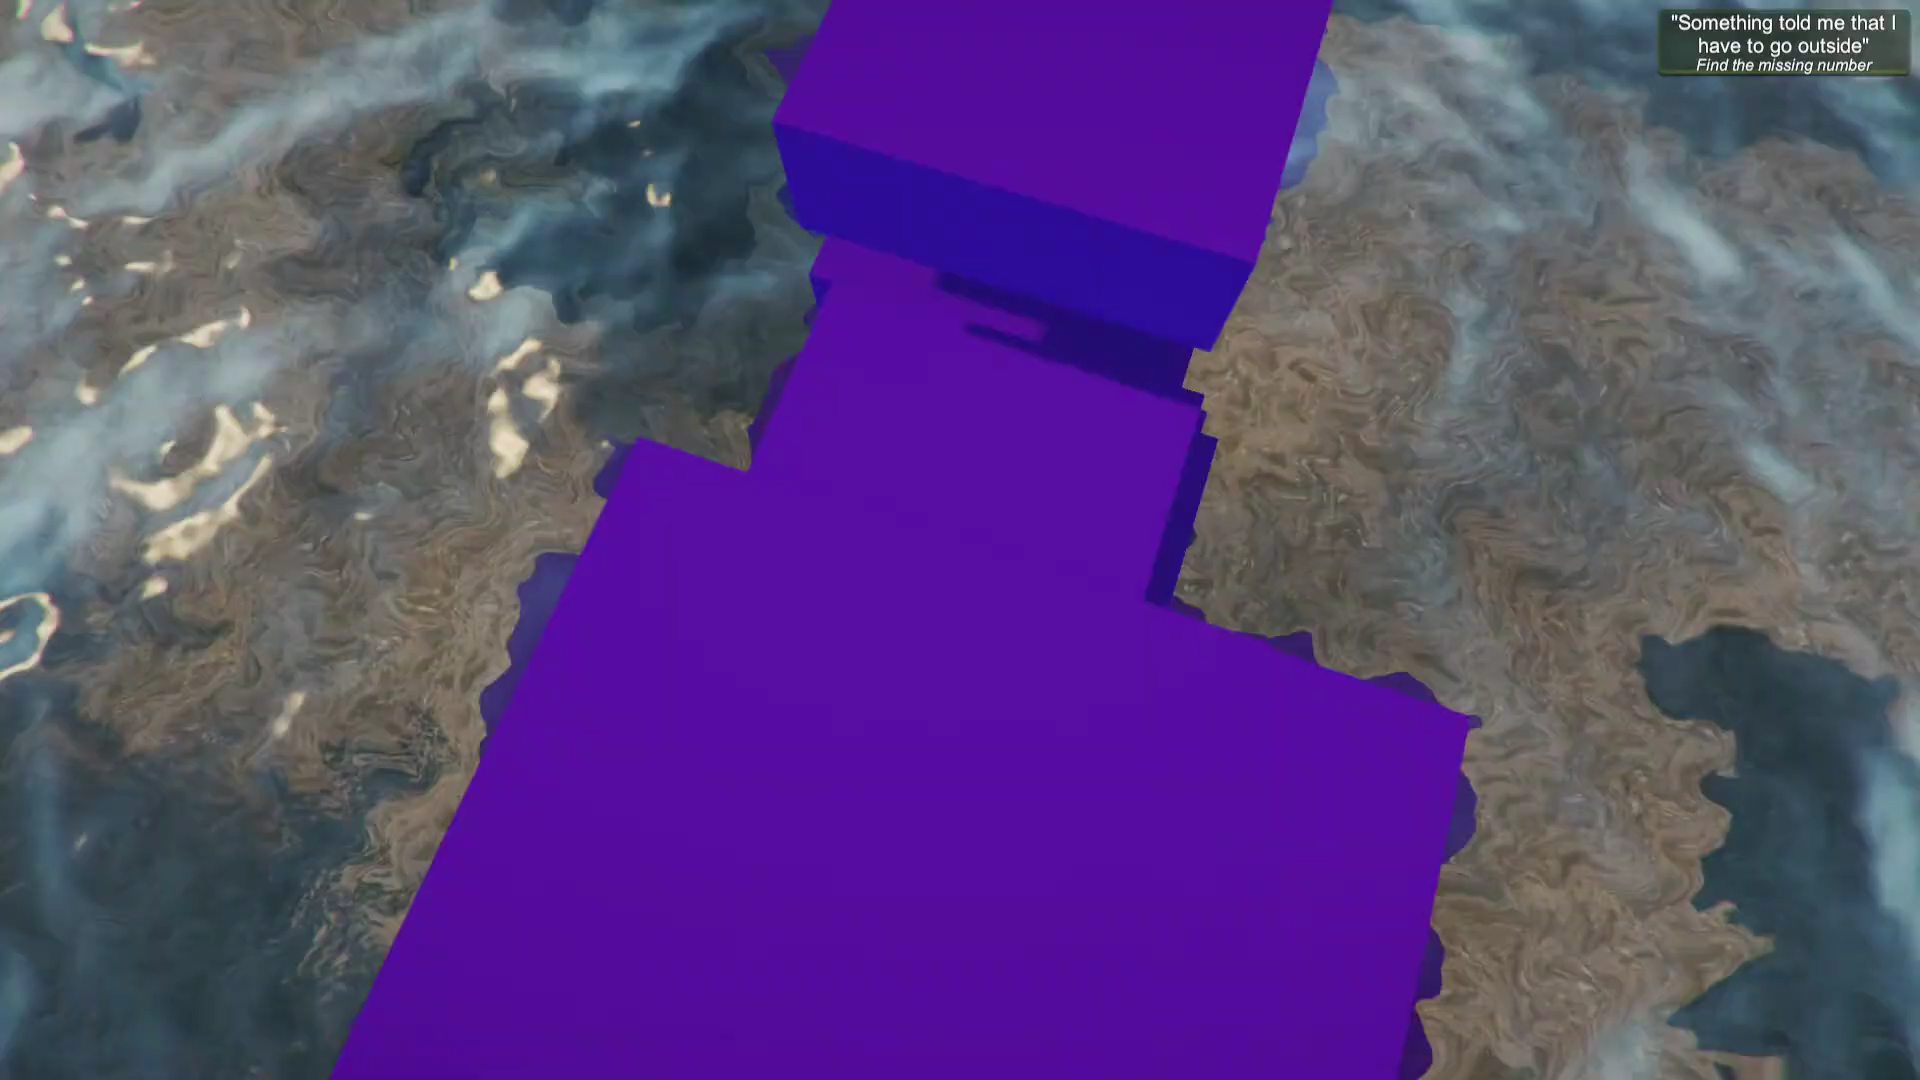 "Something told me that I
have to go outside"
Find the missing number